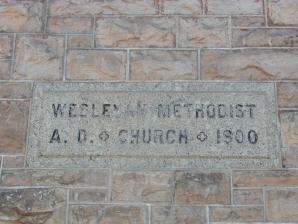 WESLEYAN METHODIST
A. D. ⟡ CHURCH ⟡ 1900